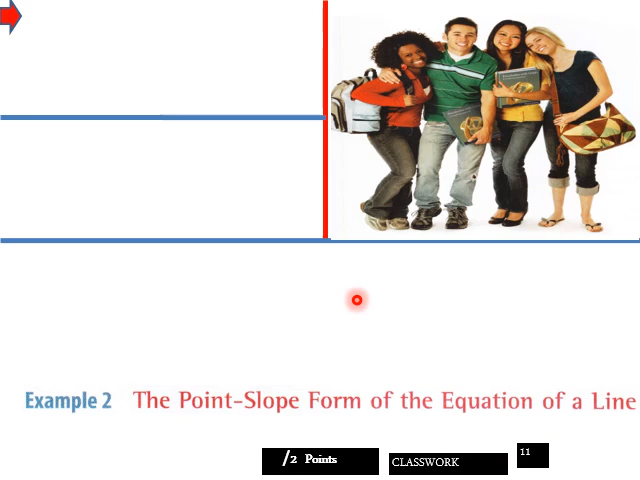 Example 2 The Point-Slope Form of the Equation of a Line
/2 Points
CLASSWORK
11